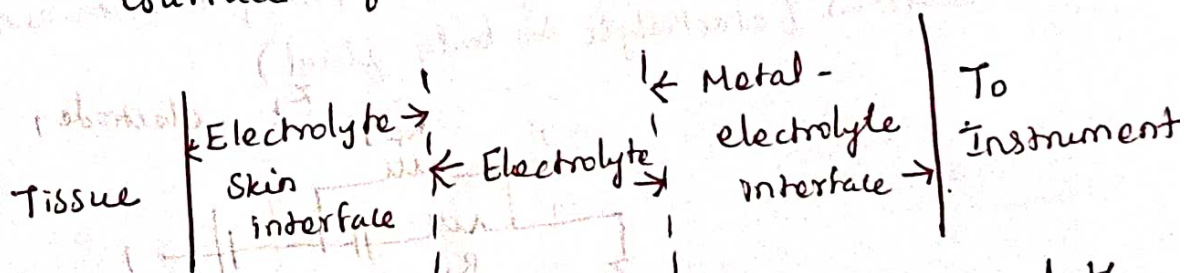 Tissue
Electrolyte
Skin
interface
Electrolyte
Metal -
electrolyte
interface
To
Instrument